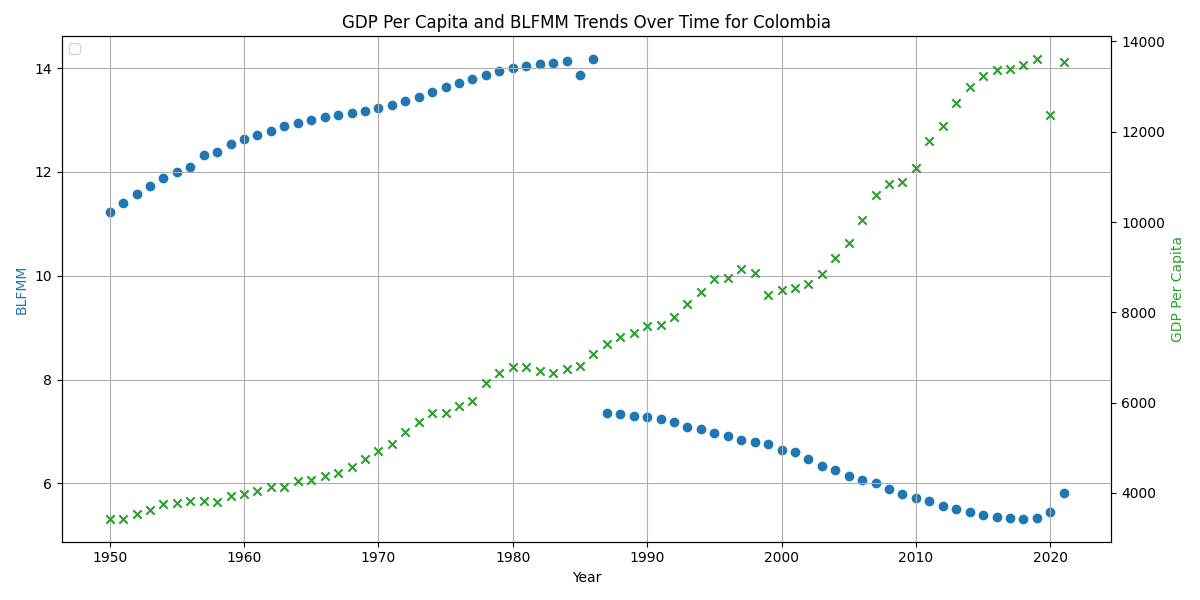 GDP Per Capita and BLFMM Trends Over Time for Colombia
14
12
10
8
6
BLFMM
14000
12000
10000
8000
6000
4000
GDP Per Capita
1950 1960 1970 1980 1990 2000 2010 2020
Year